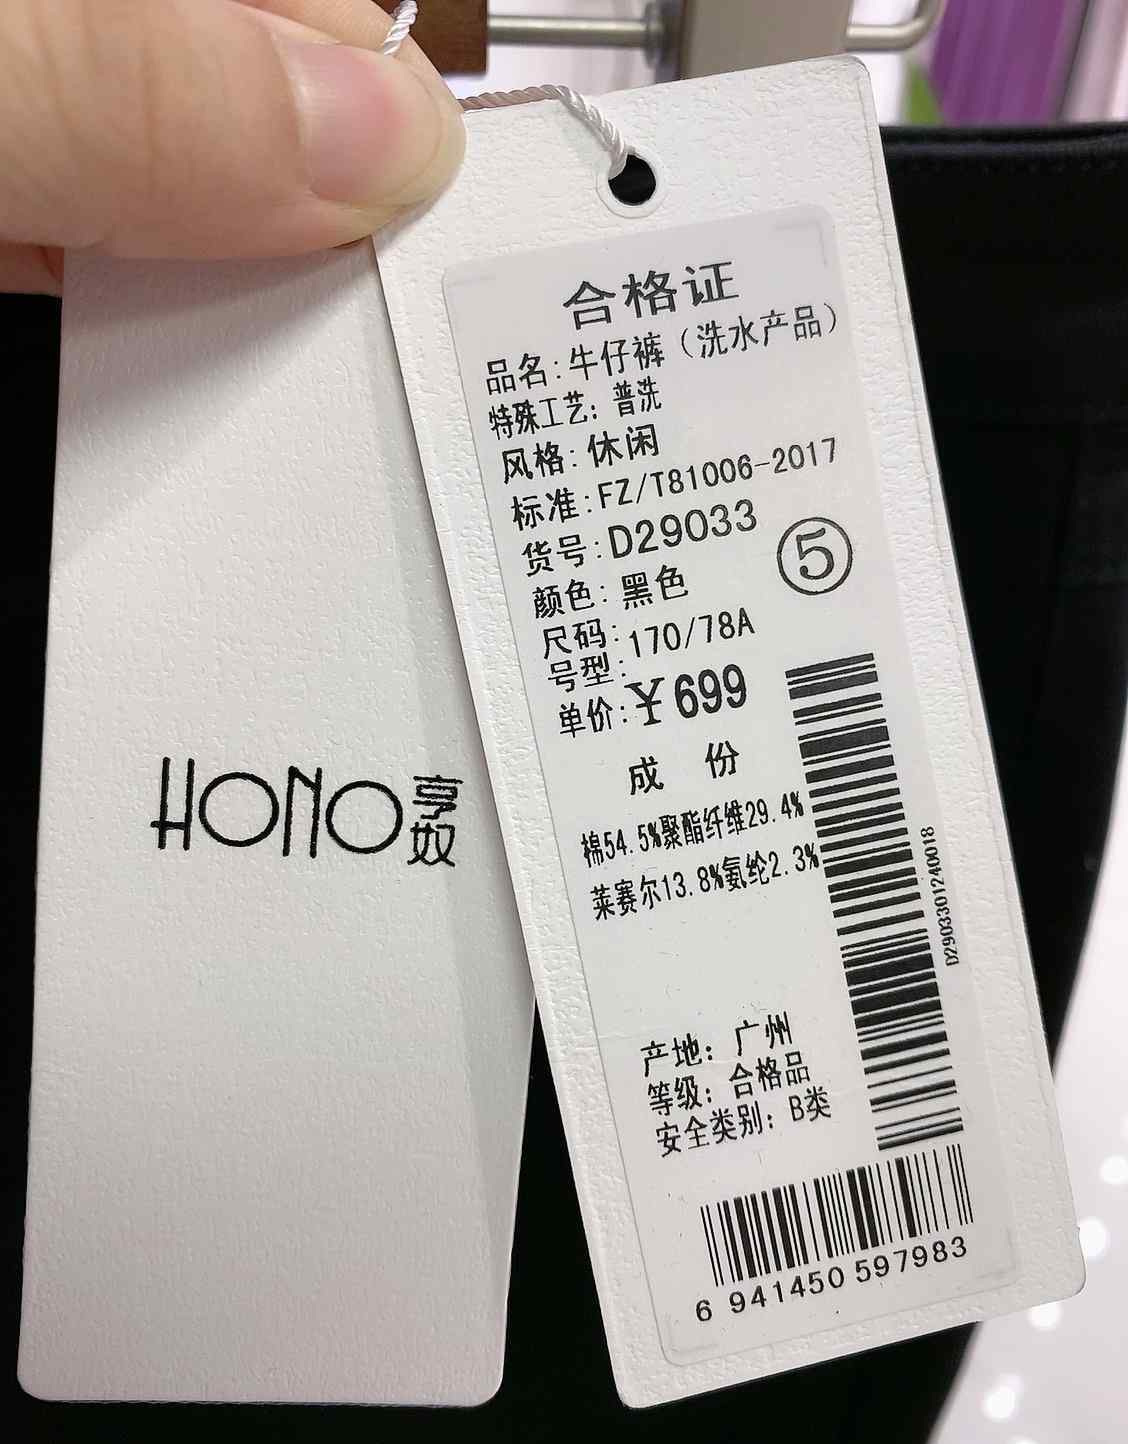 HONO享奴
合格证
品名:牛仔裤(洗水产品)
特殊工艺:普洗
风格:休闲
标准:FZ/T81006-2017
货号:D29033
⑤
颜色:黑色
尺码:
号型:170/78A
单价:¥699
成 份
棉54.5%聚酯纤维29.4%
莱赛尔13.8%氨纶2.3%
D2903301240018
产地:广州
等级:合格品
安全类别:B类
6 941450 597983